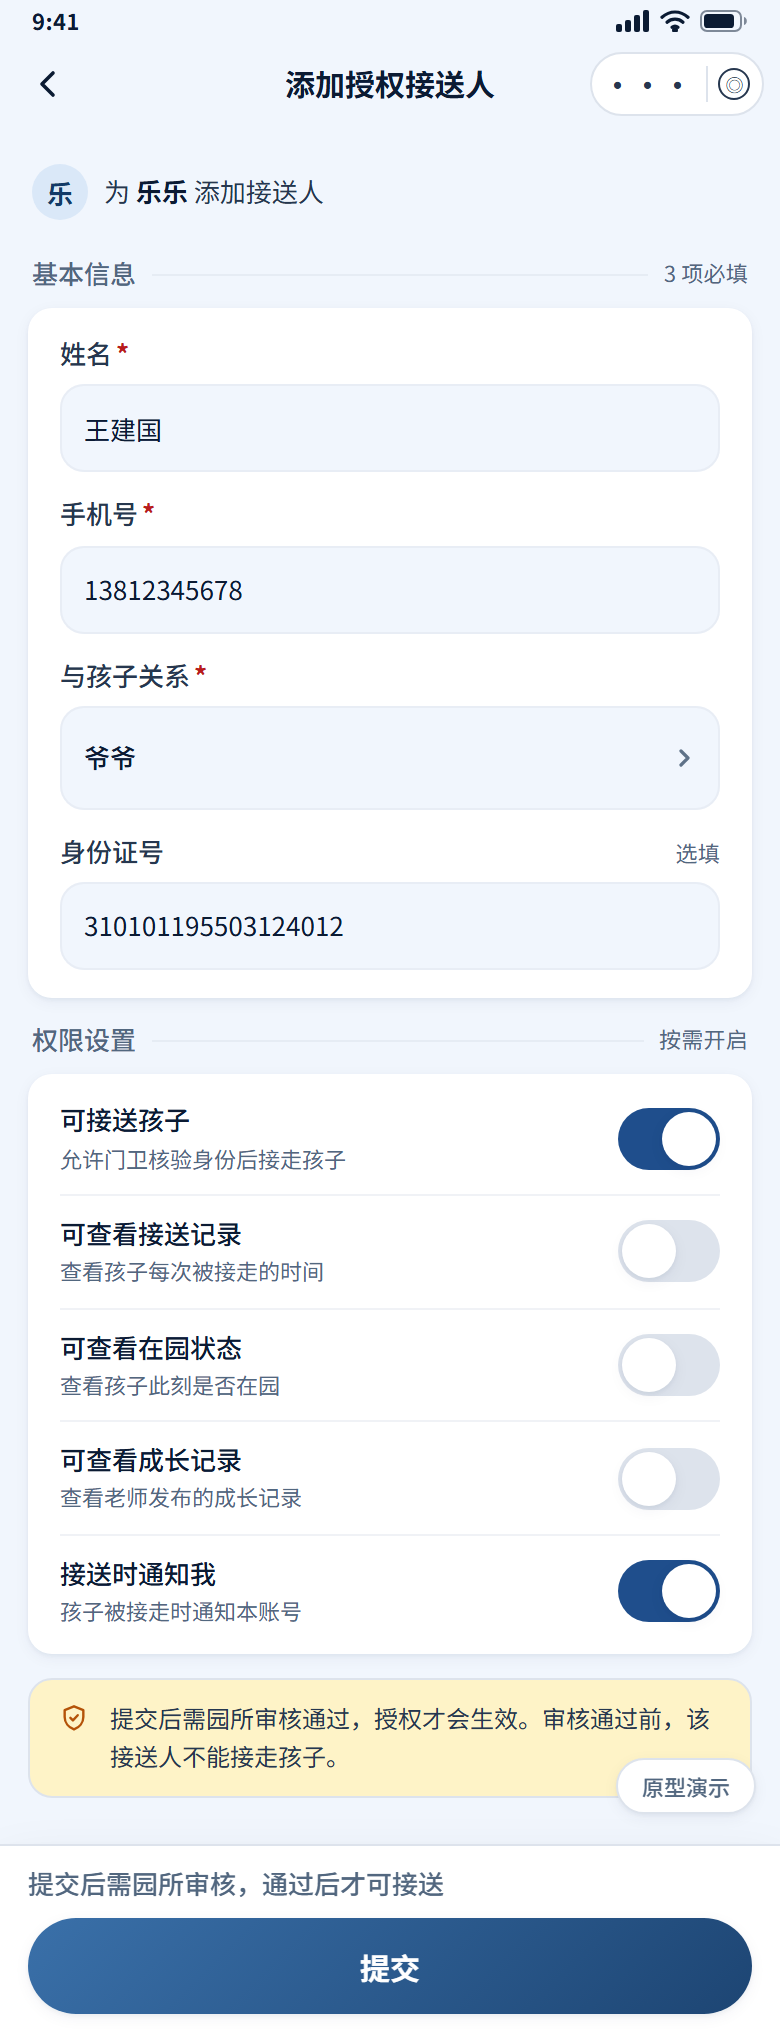 9:41
添加授权接送人
乐
为 乐乐 添加接送人
基本信息
3 项必填
姓名 *
王建国
手机号 *
13812345678
与孩子关系 *
爷爷
身份证号
选填
310101195503124012
权限设置
按需开启
可接送孩子
允许门卫核验身份后接走孩子
可查看接送记录
查看孩子每次被接走的时间
可查看在园状态
查看孩子此刻是否在园
可查看成长记录
查看老师发布的成长记录
接送时通知我
孩子被接走时通知本账号
提交后需园所审核通过，授权才会生效。审核通过前，该
接送人不能接走孩子。
原型演示
提交后需园所审核，通过后才可接送
提交